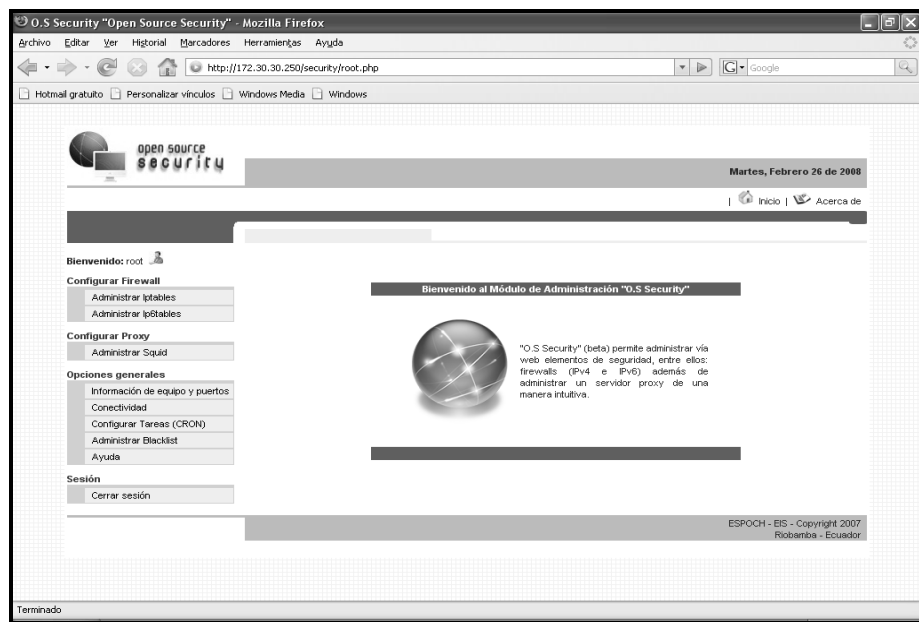 O.S Security "Open Source Security" - Mozilla Firefox
Archivo Editar Ver Historial Marcadores Herramientas Ayuda
http://172.30.30.250/security/root.php
G Google
Hotmail gratuito Personalizar vínculos Windows Media Windows
open source
security
Martes, Febrero 26 de 2008
| Inicio | Acerca de
Bienvenido: root
Configurar Firewall
Administrar Iptables
Administrar Ip6tables
Configurar Proxy
Administrar Squid
Opciones generales
Información de equipo y puertos
Conectividad
Configurar Tareas (CRON)
Administrar Blacklist
Ayuda
Sesión
Cerrar sesión
Bienvenido al Módulo de Administración "O.S Security"
"O.S Security" (beta) permite administrar vía
web elementos de seguridad, entre ellos:
firewalls (IPv4 e IPv6) además de
administrar un servidor proxy de una
manera intuitiva.
ESPOCH - EIS - Copyright 2007
Riobamba - Ecuador
Terminado